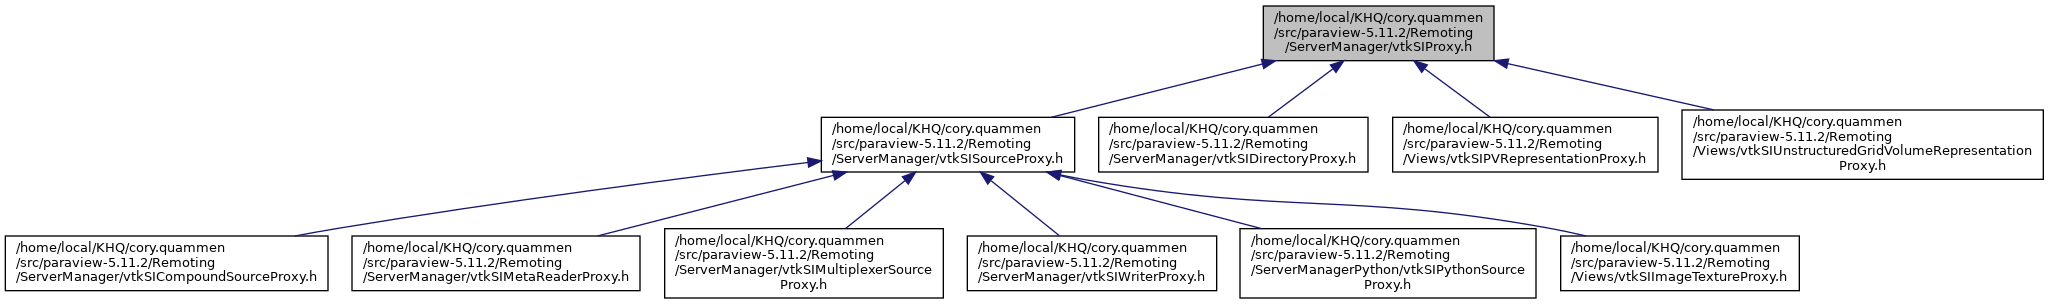 /home/local/KHQ/cory.quammen
/src/paraview-5.11.2/Remoting
/ServerManager/vtkSIProxy.h
/home/local/KHQ/cory.quammen
/src/paraview-5.11.2/Remoting
/ServerManager/vtkSISourceProxy.h
/home/local/KHQ/cory.quammen
/src/paraview-5.11.2/Remoting
/ServerManager/vtkSIDirectoryProxy.h
/home/local/KHQ/cory.quammen
/src/paraview-5.11.2/Remoting
/Views/vtkSIPVRepresentationProxy.h
/home/local/KHQ/cory.quammen
/src/paraview-5.11.2/Remoting
/Views/vtkSIUnstructuredGridVolumeRepresentation
Proxy.h
/home/local/KHQ/cory.quammen
/src/paraview-5.11.2/Remoting
/ServerManager/vtkSICompoundSourceProxy.h
/home/local/KHQ/cory.quammen
/src/paraview-5.11.2/Remoting
/ServerManager/vtkSIMetaReaderProxy.h
/home/local/KHQ/cory.quammen
/src/paraview-5.11.2/Remoting
/ServerManager/vtkSIMultiplexerSource
Proxy.h
/home/local/KHQ/cory.quammen
/src/paraview-5.11.2/Remoting
/ServerManager/vtkSIWriterProxy.h
/home/local/KHQ/cory.quammen
/src/paraview-5.11.2/Remoting
/ServerManagerPython/vtkSIPythonSource
Proxy.h
/home/local/KHQ/cory.quammen
/src/paraview-5.11.2/Remoting
/Views/vtkSIImageTextureProxy.h